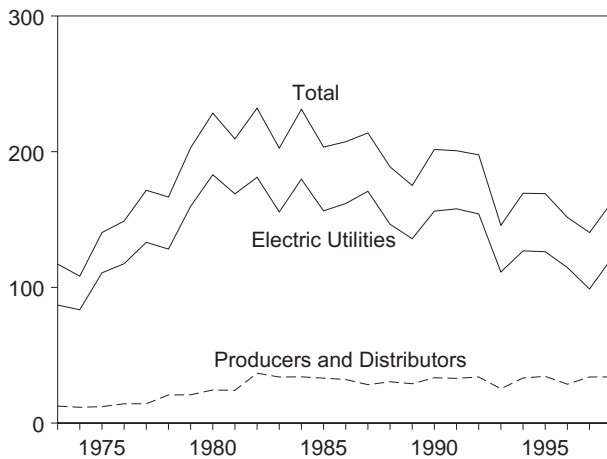 300
Total
200
Electric Utilities
100
Producers and Distributors
0
1975 1980 1985 1990 1995